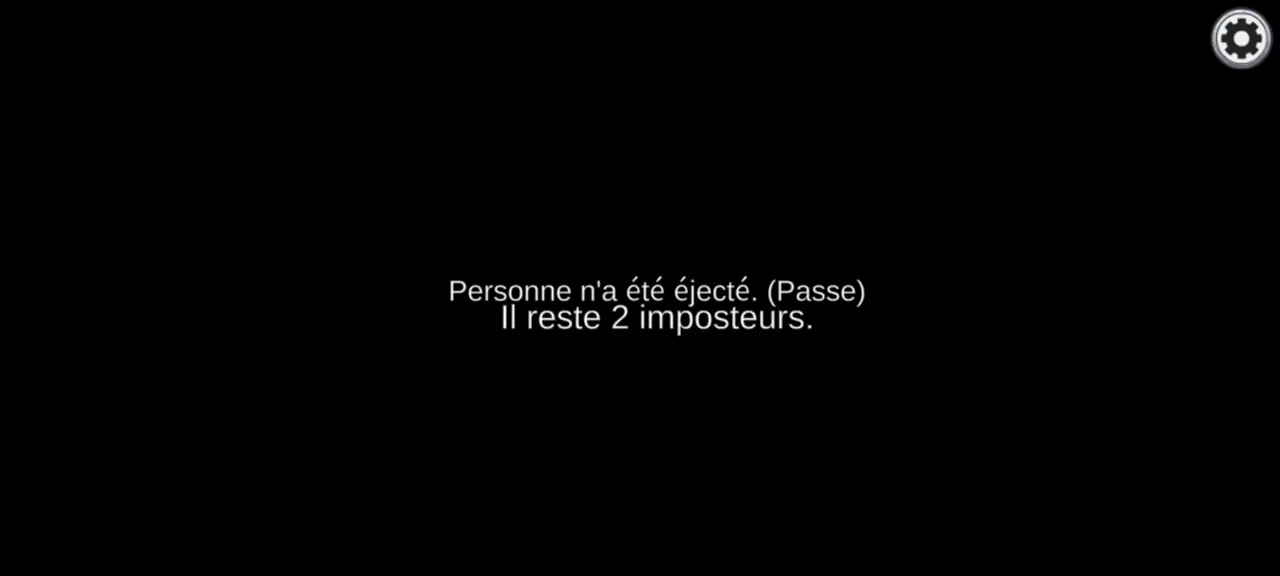 Personne n'a été éjecté. (Passe)
Il reste 2 imposteurs.